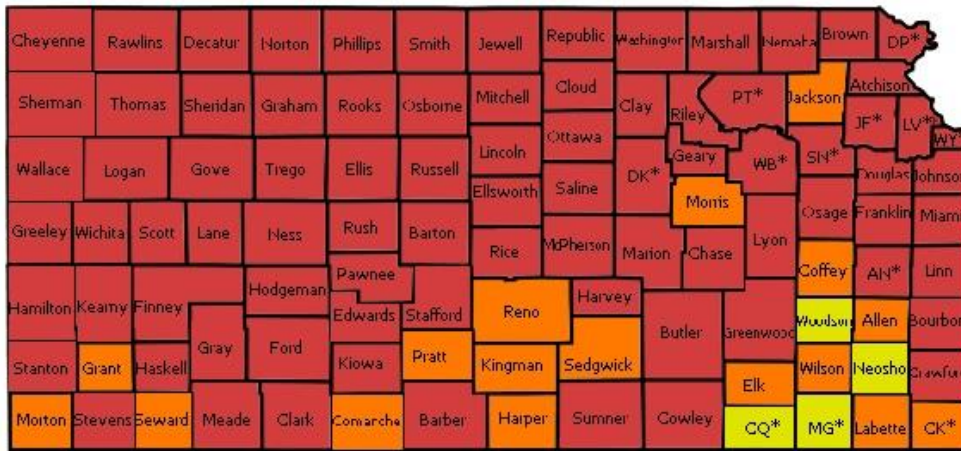 Cheyenne Rawlins Decatur Norton Phillips Smith Jewell Republic Washington Marshall Nemaha Brown DP*
Sherman Thomas Sheridan Graham Rooks Osborne Mitchell Cloud Clay Riley PT* Jackson Atchison
JF* LV* WY
Wallace Logan Gove Trego Ellis Russell Lincoln Ottawa DK* Geary WB* SN* Douglas Johnson
Ellsworth Saline Morris
Greeley Wichita Scott Lane Ness Rush Barton Rice McPherson Marion Chase Lyon Osage Franklin Miami
Hamilton Kearny Finney Hodgeman Pawnee Stafford Reno Harvey Coffey AN* Linn
Edwards Butler Greenwood Woodson Allen Bourbon
Stanton Grant Haskell Gray Ford Kiowa Pratt Kingman Sedgwick Elk Wilson Neosho Crawford
Morton Stevens Seward Meade Clark Comanche Barber Harper Sumner Cowley CQ* MG* Labette CK*